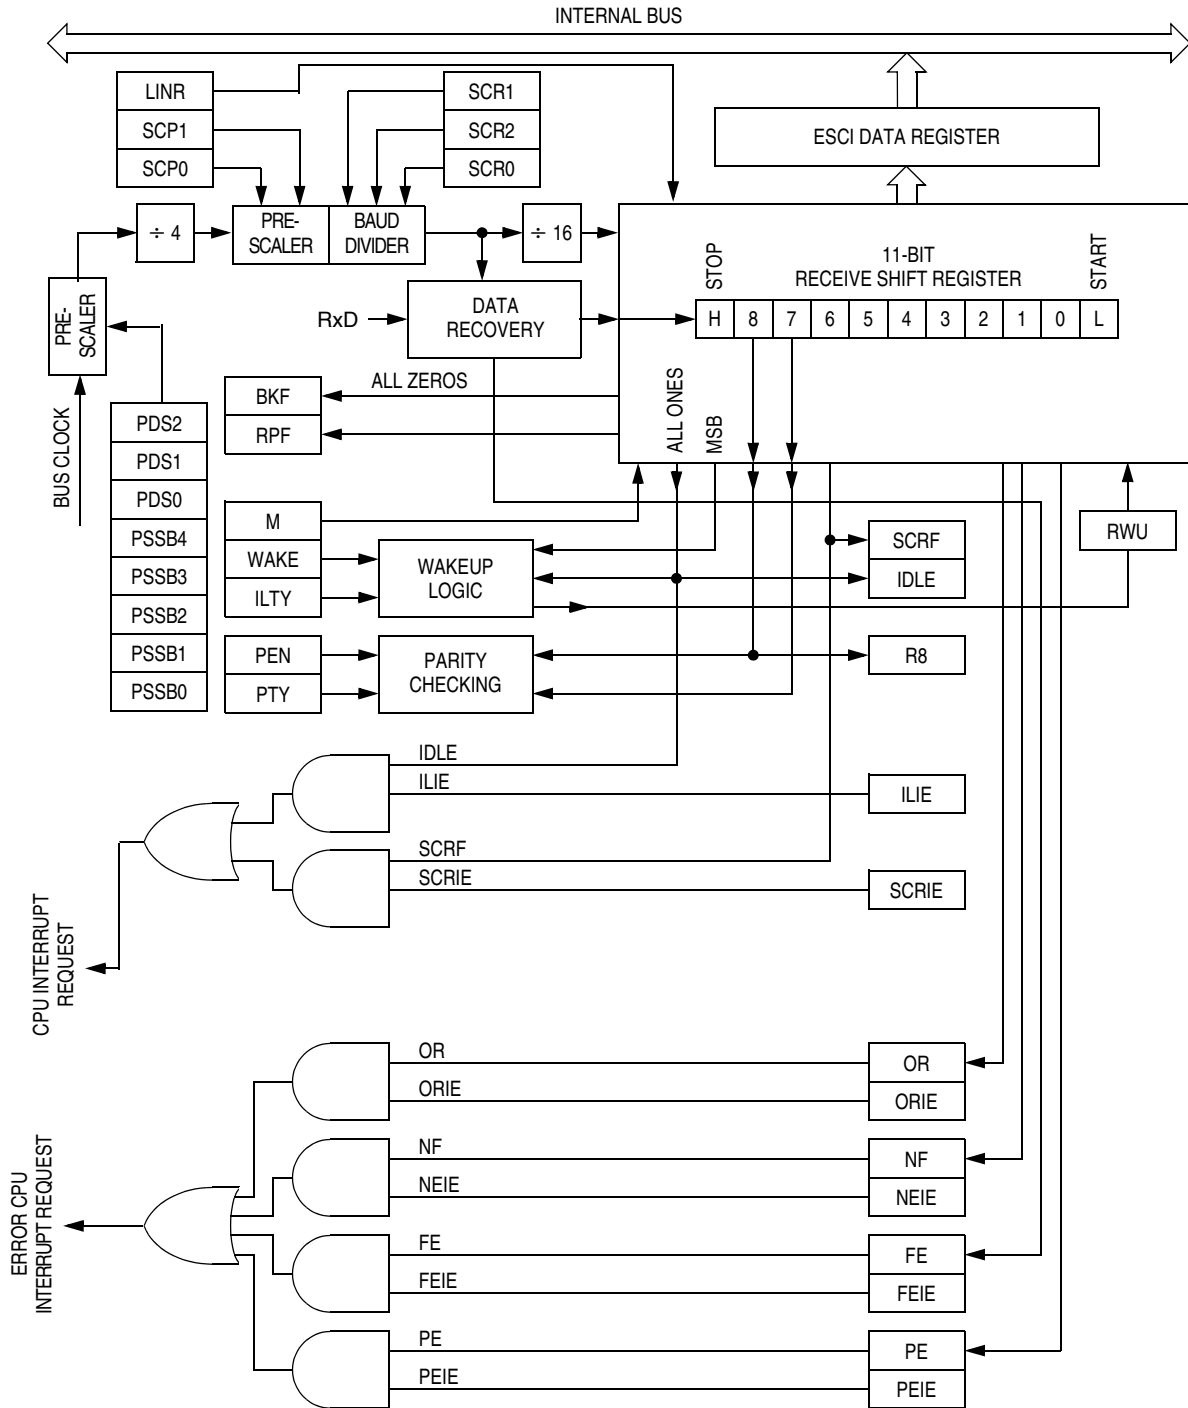 INTERNAL BUS
LINR
SCP1
SCP0
SCR1
SCR2
SCR0
ESCI DATA REGISTER
÷ 4
PRE-
SCALER
BAUD
DIVIDER
÷ 16
PRE-
SCALER
BUS CLOCK
RxD
DATA
RECOVERY
STOP
11-BIT
RECEIVE SHIFT REGISTER
START
H 8 7 6 5 4 3 2 1 0 L
ALL ZEROS
BKF
RPF
ALL ONES
MSB
PDS2
PDS1
PDS0
PSSB4
PSSB3
PSSB2
PSSB1
PSSB0
M
WAKE
ILTY
WAKEUP
LOGIC
PEN
PTY
PARITY
CHECKING
SCRF
IDLE
RWU
R8
IDLE
ILIE
ILIE
SCRF
SCRIE
SCRIE
CPU INTERRUPT
REQUEST
OR
ORIE
OR
ORIE
NF
NEIE
NF
NEIE
FE
FEIE
FE
FEIE
PE
PEIE
PE
PEIE
ERROR CPU
INTERRUPT REQUEST